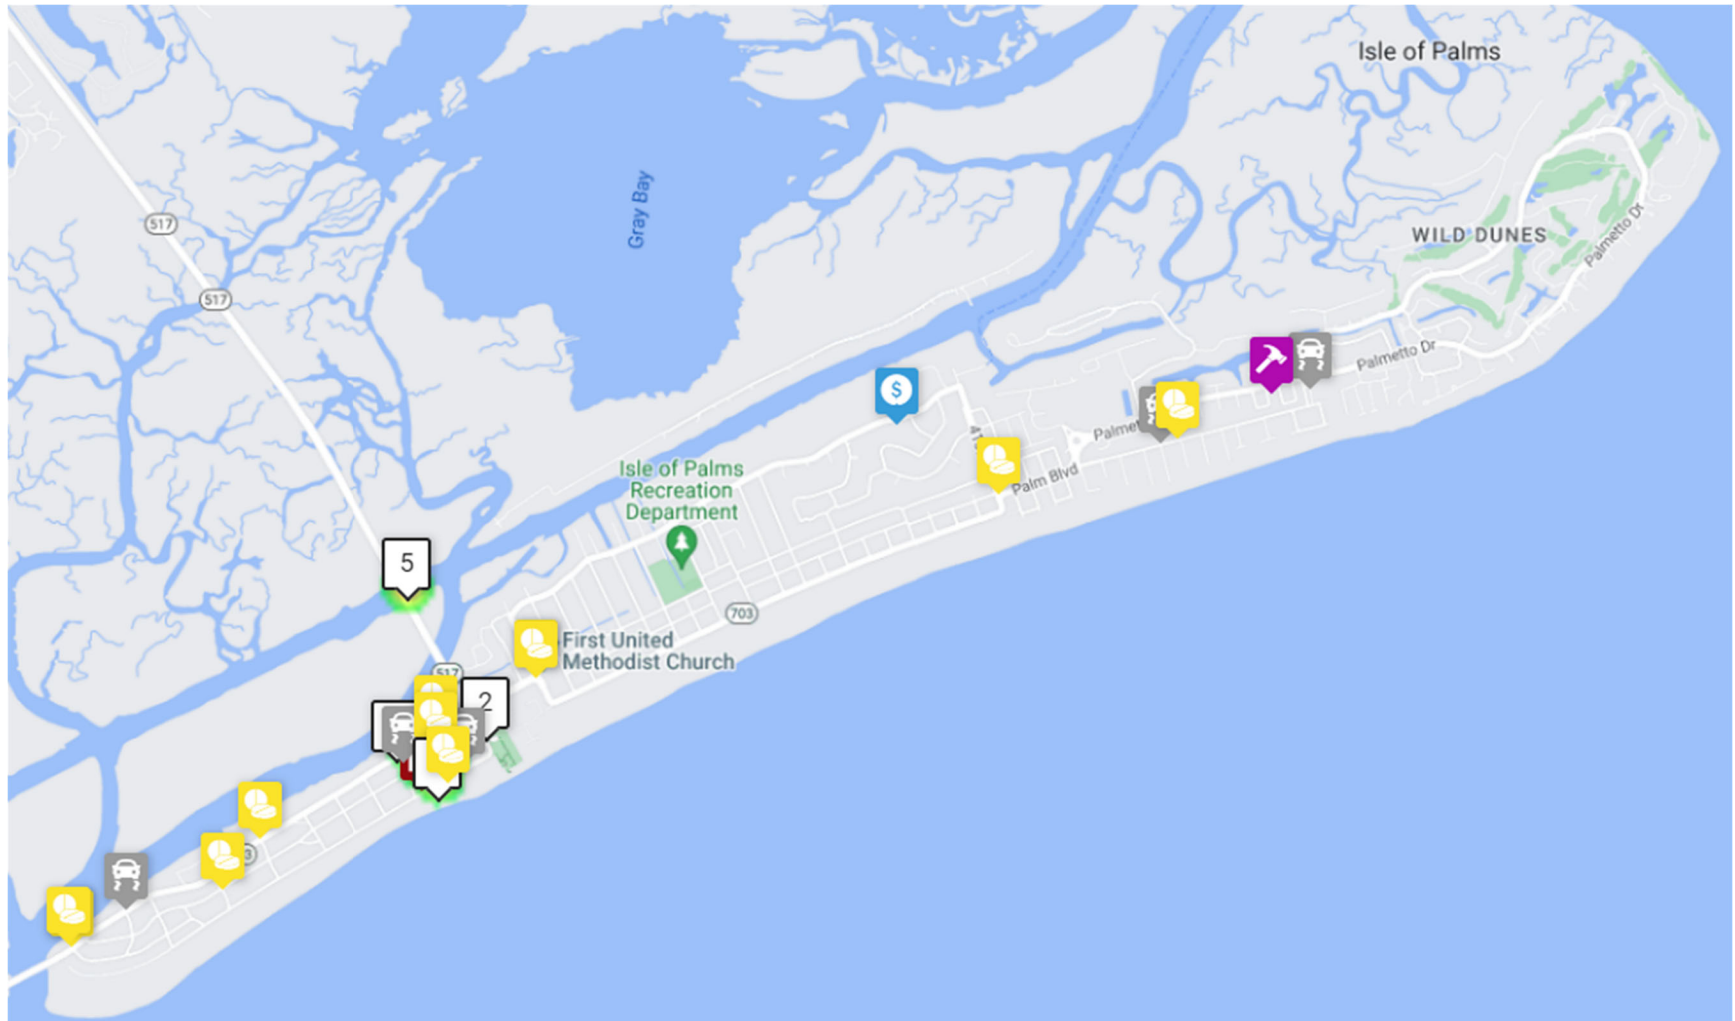 Isle of Palms
517
Gray Bay
WILD DUNES
Palmetto Dr
517
Palmetto Dr
$
Isle of Palms
Recreation
Department
Palm Blvd
5
703
First United
Methodist Church
517
2